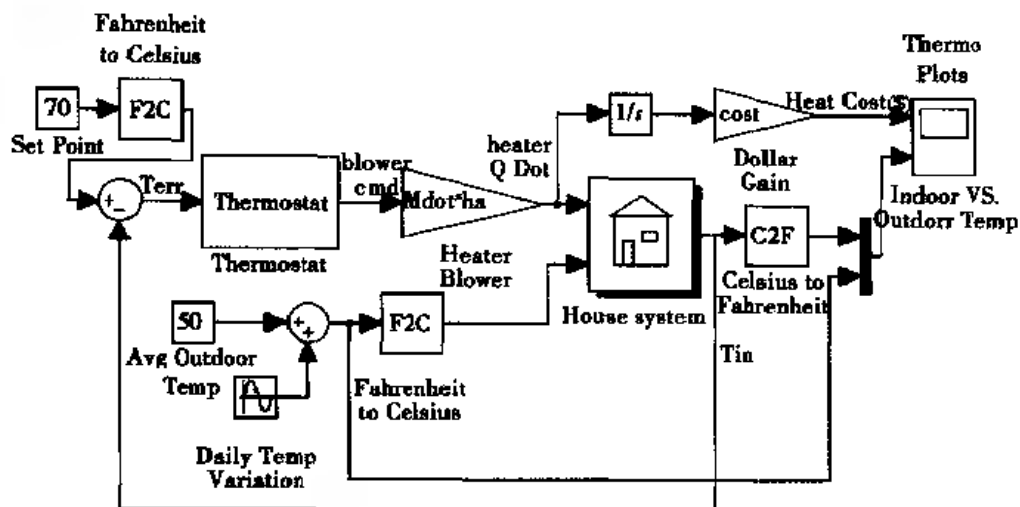 Fahrenheit
to Celsius
Thermo
Plots
70
F2C
1/s
cost
Heat Cost($)
Set Point
blower
cmd
heater
Q Dot
Dollar
Gain
+
−
Terr
Thermostat
Mdot*ha
Indoor VS.
Outdorr Temp
C2F
Thermostat
Heater
Blower
House system
Celsius to
Fahrenheit
50
+
+
F2C
Tin
Avg Outdoor
Temp
Fahrenheit
to Celsius
Daily Temp
Variation